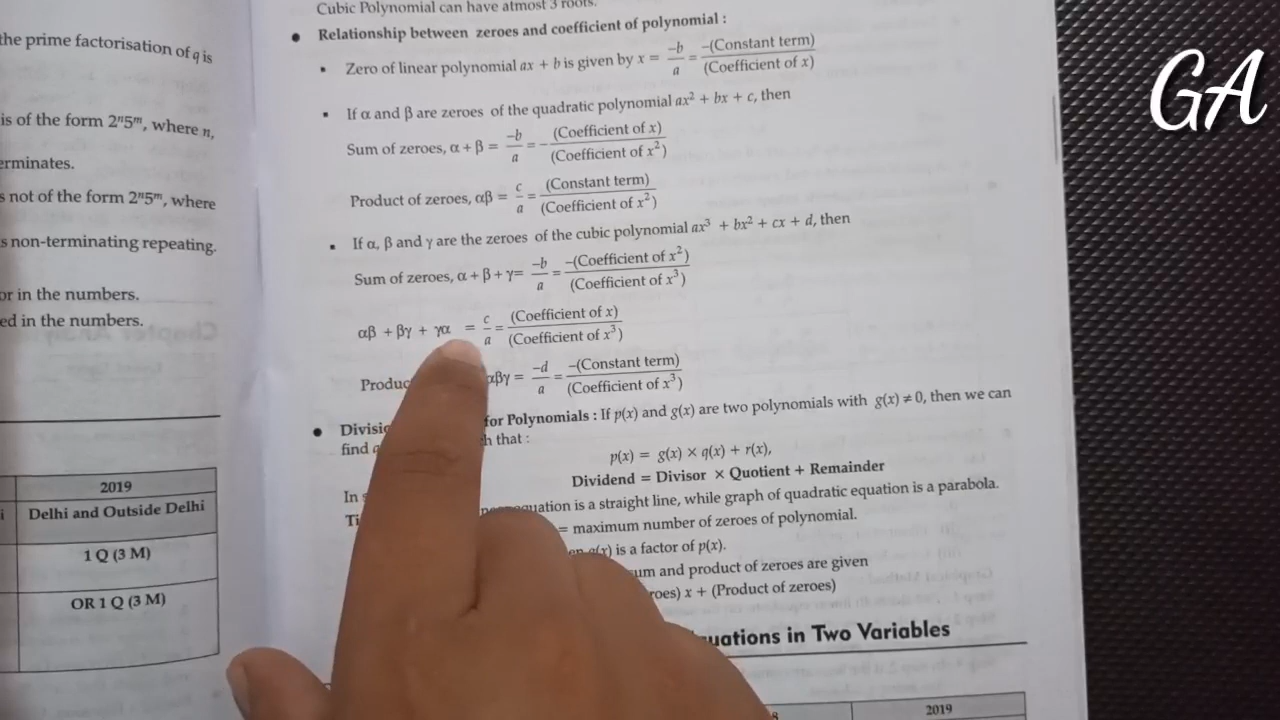 the prime factorisation of q is
is of the form 2ⁿ5ᵐ, where n,
erminates.
s not of the form 2ⁿ5ᵐ, where
s non-terminating repeating.
or in the numbers.
ed in the numbers.
2019
Delhi and Outside Delhi
1 Q (3 M)
OR 1 Q (3 M)
Cubic Polynomial can have atmost 3 roots.
• Relationship between zeroes and coefficient of polynomial :
▪ Zero of linear polynomial ax + b is given by x = -b/a = -(Constant term)/(Coefficient of x)
▪ If α and β are zeroes of the quadratic polynomial ax² + bx + c, then
Sum of zeroes, α + β = -b/a = -(Coefficient of x)/(Coefficient of x²)
Product of zeroes, αβ = c/a = (Constant term)/(Coefficient of x²)
▪ If α, β and γ are the zeroes of the cubic polynomial ax³ + bx² + cx + d, then
Sum of zeroes, α + β + γ = -b/a = -(Coefficient of x²)/(Coefficient of x³)
αβ + βγ + γα = c/a = (Coefficient of x)/(Coefficient of x³)
Produc αβγ = -d/a = -(Constant term)/(Coefficient of x³)
• Divisio for Polynomials : If p(x) and g(x) are two polynomials with g(x) ≠ 0, then we can
find h that :
p(x) = g(x) × q(x) + r(x),
Dividend = Divisor × Quotient + Remainder
In equation is a straight line, while graph of quadratic equation is a parabola.
Ti = maximum number of zeroes of polynomial.
is a factor of p(x).
um and product of zeroes are given
roes) x + (Product of zeroes)
uations in Two Variables
2019
GA